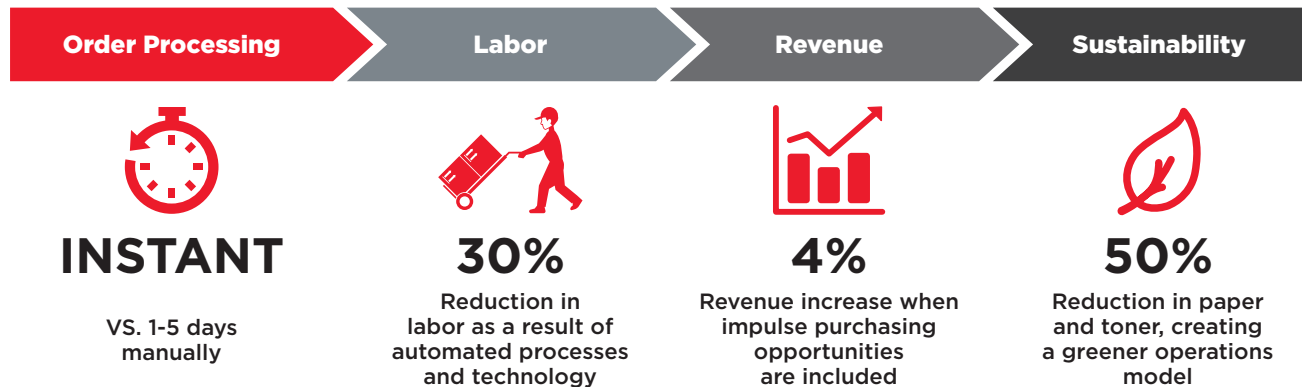 Order Processing
Labor
Revenue
Sustainability
INSTANT
VS. 1-5 days
manually
30%
Reduction in
labor as a result of
automated processes
and technology
4%
Revenue increase when
impulse purchasing
opportunities
are included
50%
Reduction in paper
and toner, creating
a greener operations
model